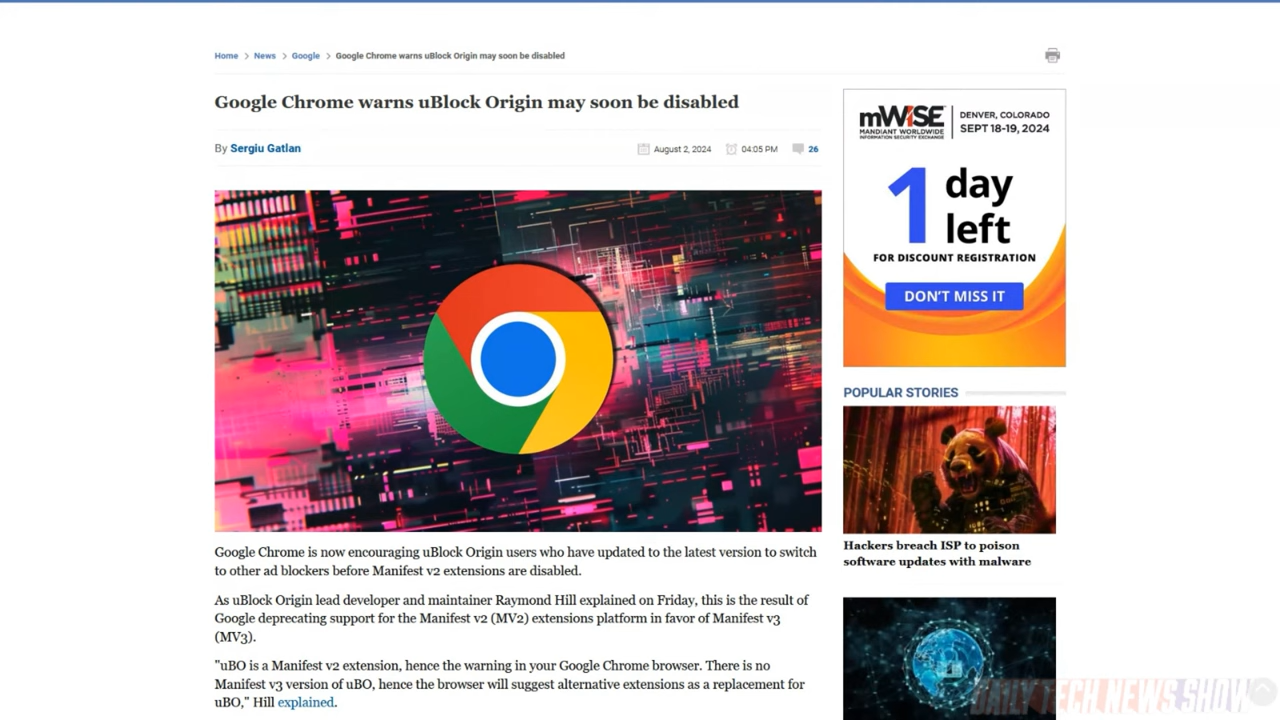 Home > News > Google > Google Chrome warns uBlock Origin may soon be disabled
Google Chrome warns uBlock Origin may soon be disabled
By Sergiu Gatlan
August 2, 2024
04:05 PM
26
Google Chrome is now encouraging uBlock Origin users who have updated to the latest version to switch
to other ad blockers before Manifest v2 extensions are disabled.
As uBlock Origin lead developer and maintainer Raymond Hill explained on Friday, this is the result of
Google deprecating support for the Manifest v2 (MV2) extensions platform in favor of Manifest v3
(MV3).
"uBO is a Manifest v2 extension, hence the warning in your Google Chrome browser. There is no
Manifest v3 version of uBO, hence the browser will suggest alternative extensions as a replacement for
uBO," Hill explained.
mWISE
MANDIANT WORLDWIDE
INFORMATION SECURITY EXCHANGE
DENVER, COLORADO
SEPT 18-19, 2024
1 day
left
FOR DISCOUNT REGISTRATION
DON'T MISS IT
POPULAR STORIES
Hackers breach ISP to poison
software updates with malware
DAILY TECH NEWS SHOW